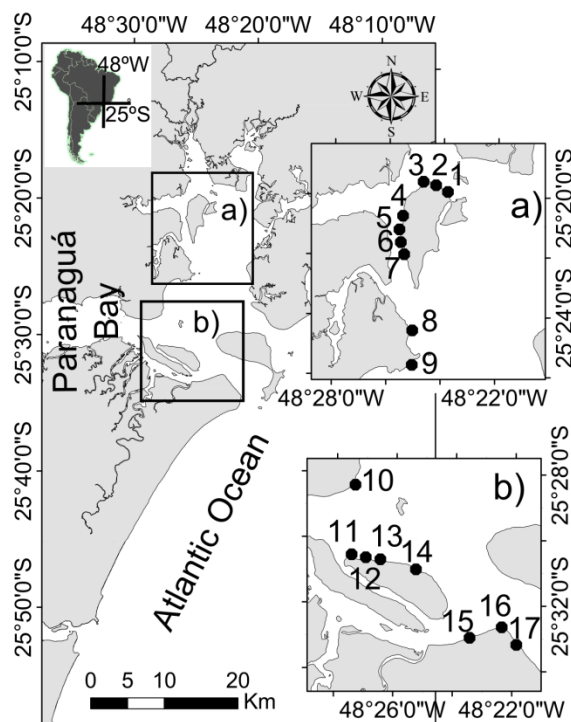 48°30'0"W 48°20'0"W 48°10'0"W
25°10'0"S
25°20'0"S
25°30'0"S
25°40'0"S
25°50'0"S
48ºW
25ºS
N
W E
S
a)
b)
Paranaguá
Bay
Atlantic Ocean
0 5 10 20
Km
3 2 1
4
5
6
7
8
9
a)
25°20'0"S
25°24'0"S
48°28'0"W 48°22'0"W
10
b)
11 13
12
14
15
16
17
25°28'0"S
25°32'0"S
48°26'0"W 48°22'0"W